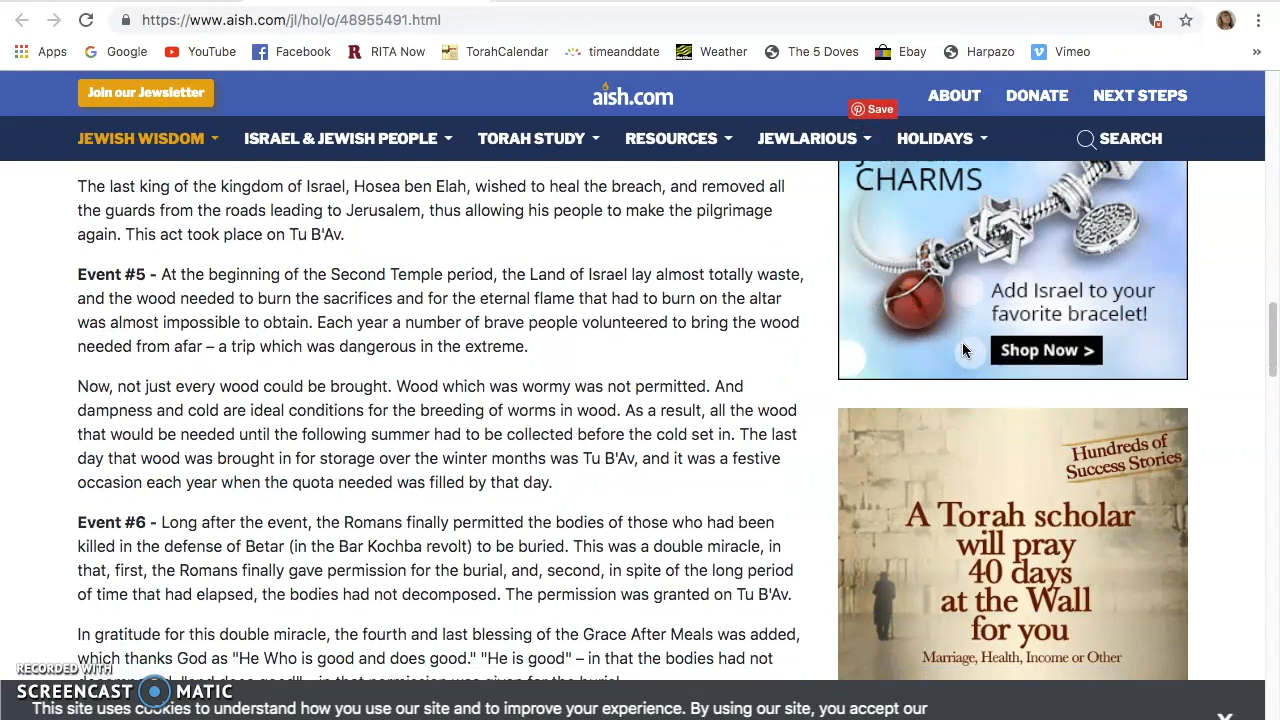 https://www.aish.com/jl/hol/o/48955491.html
Apps Google YouTube Facebook RITA Now TorahCalendar timeanddate Weather The 5 Doves Ebay Harpazo Vimeo »
Join our Jewsletter
aish.com
Save
ABOUT DONATE NEXT STEPS
JEWISH WISDOM ISRAEL & JEWISH PEOPLE TORAH STUDY RESOURCES JEWLARIOUS HOLIDAYS SEARCH
The last king of the kingdom of Israel, Hosea ben Elah, wished to heal the breach, and removed all
the guards from the roads leading to Jerusalem, thus allowing his people to make the pilgrimage
again. This act took place on Tu B'Av.
Event #5 - At the beginning of the Second Temple period, the Land of Israel lay almost totally waste,
and the wood needed to burn the sacrifices and for the eternal flame that had to burn on the altar
was almost impossible to obtain. Each year a number of brave people volunteered to bring the wood
needed from afar – a trip which was dangerous in the extreme.
Now, not just every wood could be brought. Wood which was wormy was not permitted. And
dampness and cold are ideal conditions for the breeding of worms in wood. As a result, all the wood
that would be needed until the following summer had to be collected before the cold set in. The last
day that wood was brought in for storage over the winter months was Tu B'Av, and it was a festive
occasion each year when the quota needed was filled by that day.
Event #6 - Long after the event, the Romans finally permitted the bodies of those who had been
killed in the defense of Betar (in the Bar Kochba revolt) to be buried. This was a double miracle, in
that, first, the Romans finally gave permission for the burial, and, second, in spite of the long period
of time that had elapsed, the bodies had not decomposed. The permission was granted on Tu B'Av.
In gratitude for this double miracle, the fourth and last blessing of the Grace After Meals was added,
which thanks God as "He Who is good and does good." "He is good" – in that the bodies had not
CHARMS
Add Israel to your
favorite bracelet!
Shop Now >
Hundreds of
Success Stories
A Torah scholar
will pray
40 days
at the Wall
for you
Marriage, Health, Income or Other
RECORDED WITH
SCREENCAST MATIC
This site uses cookies to understand how you use our site and to improve your experience. By using our site, you accept our